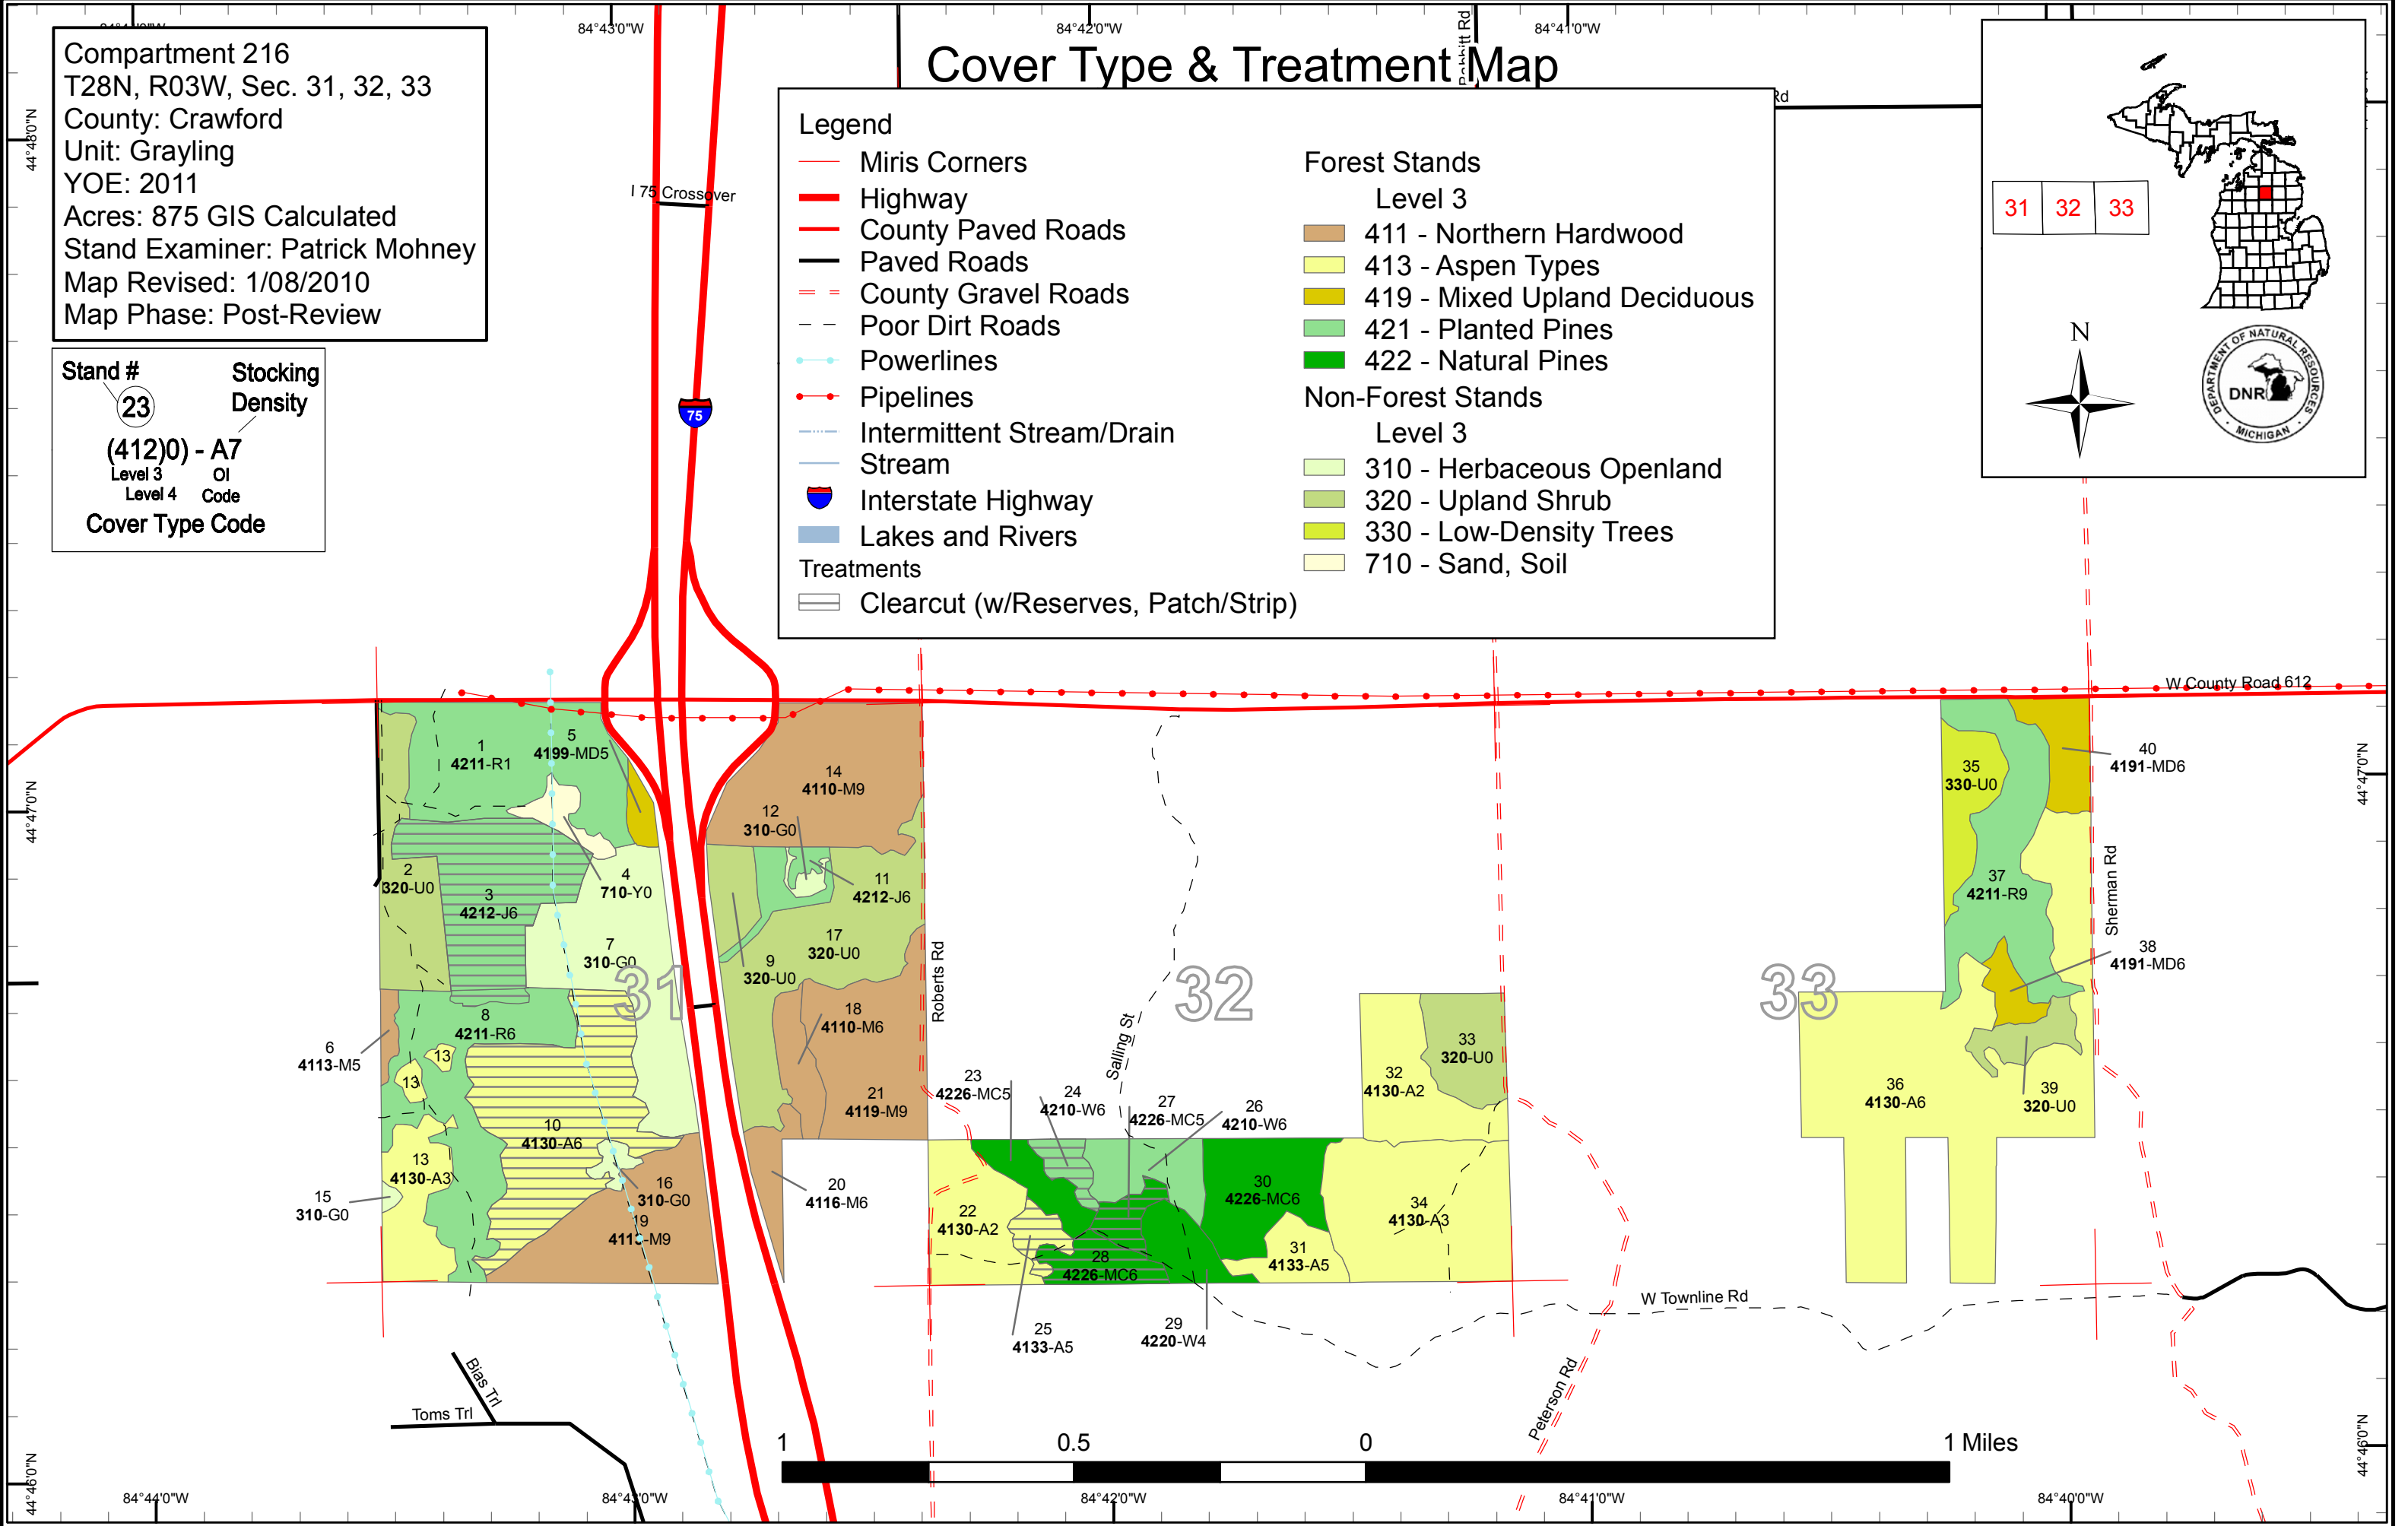 Cover Type & Treatment Map
Compartment 216
T28N, R03W, Sec. 31, 32, 33
County: Crawford
Unit: Grayling
YOE: 2011
Acres: 875 GIS Calculated
Stand Examiner: Patrick Mohney
Map Revised: 1/08/2010
Map Phase: Post-Review
Stand #
Stocking
Density
23
(412)0) - A7
Level 3
OI
Level 4
Code
Cover Type Code
Legend
Miris Corners
Highway
County Paved Roads
Paved Roads
County Gravel Roads
Poor Dirt Roads
Powerlines
Pipelines
Intermittent Stream/Drain
Stream
Interstate Highway
Lakes and Rivers
Treatments
Clearcut (w/Reserves, Patch/Strip)
Forest Stands
Level 3
411 - Northern Hardwood
413 - Aspen Types
419 - Mixed Upland Deciduous
421 - Planted Pines
422 - Natural Pines
Non-Forest Stands
Level 3
310 - Herbaceous Openland
320 - Upland Shrub
330 - Low-Density Trees
710 - Sand, Soil
31 32 33
N
DEPARTMENT OF NATURAL RESOURCES
DNR
MICHIGAN
84°43'0"W
84°42'0"W
84°41'0"W
44°48'0"N
Rd
I 75 Crossover
75
W County Road 612
44°47'0"N
44°47'0"N
1
4211-R1
5
4199-MD5
14
4110-M9
12
310-G0
2
320-U0
3
4212-J6
4
710-Y0
11
4212-J6
7
310-G0
9
320-U0
17
320-U0
Roberts Rd
31
32
33
8
4211-R6
6
4113-M5
13
13
18
4110-M6
21
4119-M9
10
4130-A6
13
4130-A3
15
310-G0
16
310-G0
19
20
4116-M6
Salling St
23
4226-MC5
24
4210-W6
27
4226-MC5
26
4210-W6
22
4130-A2
25
4133-A5
28
4226-MC6
29
4220-W4
30
4226-MC6
31
4133-A5
32
4130-A2
33
320-U0
34
4130-A3
35
330-U0
40
4191-MD6
37
4211-R9
Sherman Rd
38
4191-MD6
36
4130-A6
39
320-U0
W Townline Rd
Peterson Rd
Bias Trl
Toms Trl
1
0.5
0
1 Miles
44°46'0"N
44°46'0"N
84°44'0"W
84°43'0"W
84°42'0"W
84°41'0"W
84°40'0"W